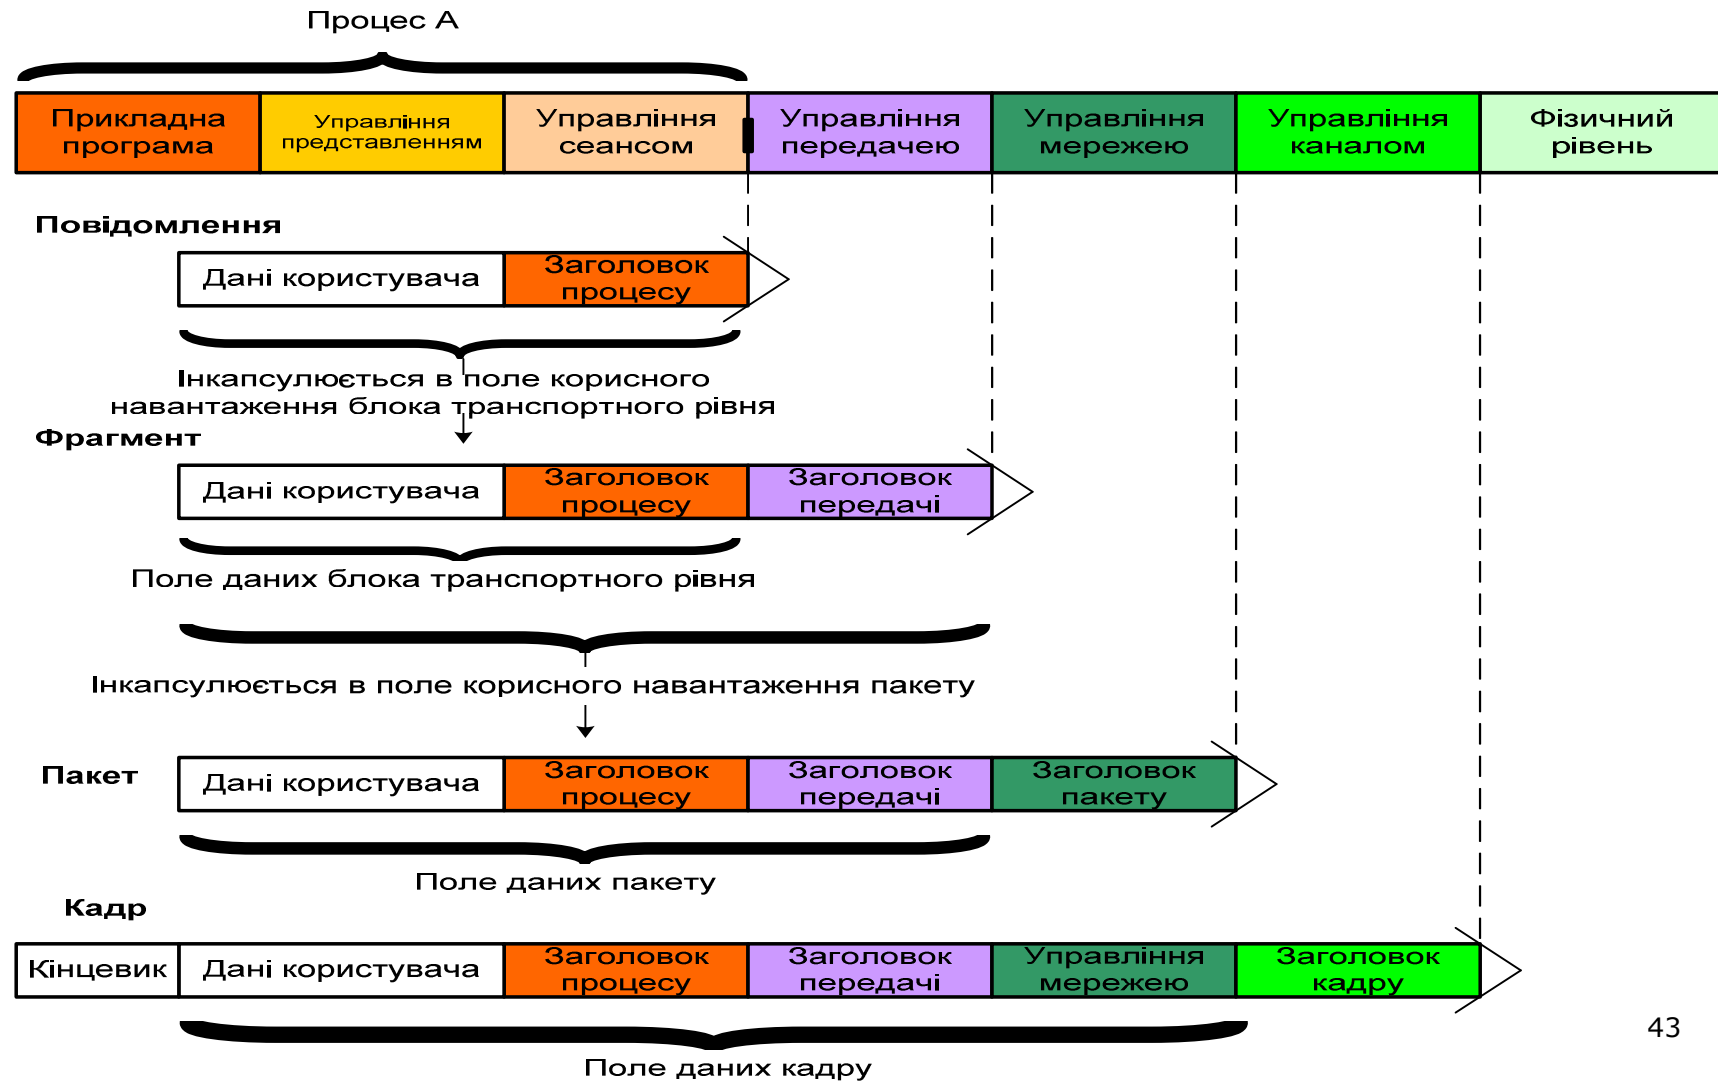 Процес А
Прикладна
програма
Управління
представленням
Управління
сеансом
Управління
передачею
Управління
мережею
Управління
каналом
Фізичний
рівень
Повідомлення
Дані користувача
Заголовок
процесу
Інкапсулюється в поле корисного
навантаження блока транспортного рівня
Фрагмент
Дані користувача
Заголовок
процесу
Заголовок
передачі
Поле даних блока транспортного рівня
Інкапсулюється в поле корисного навантаження пакету
Пакет
Дані користувача
Заголовок
процесу
Заголовок
передачі
Заголовок
пакету
Поле даних пакету
Кадр
Кінцевик
Дані користувача
Заголовок
процесу
Заголовок
передачі
Управління
мережею
Заголовок
кадру
Поле даних кадру
43